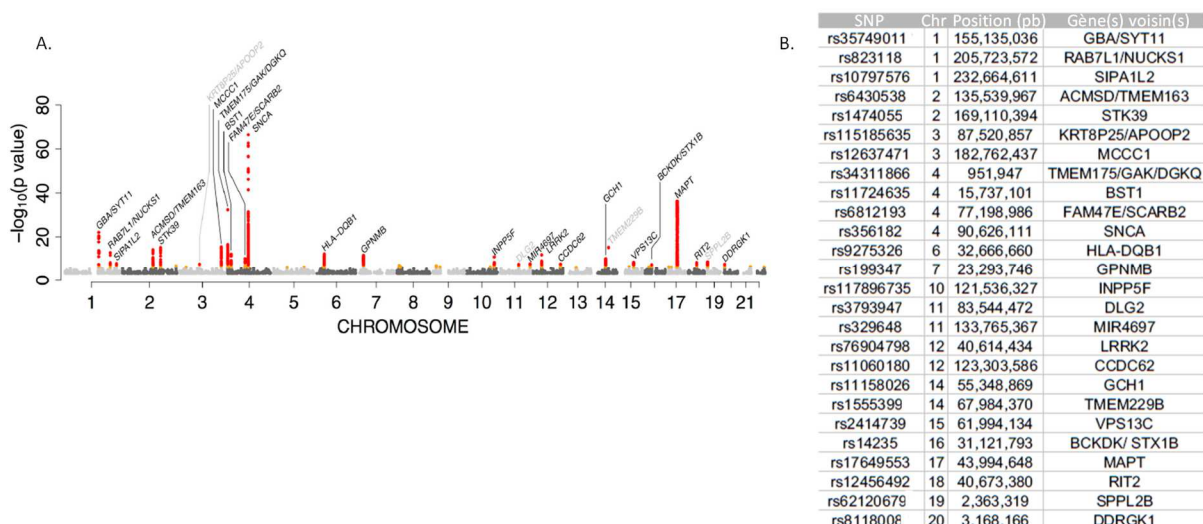 A.
−log10(p value)
80
60
40
20
0
GBA/SYT11
RAB7L1/NUCKS1
SIPA1L2
ACMSD/TMEM163
STK39
KRT8P25/APOOP2
MCCC1
TMEM175/GAK/DGKQ
BST1
FAM47E/SCARB2
SNCA
HLA-DQB1
GPNMB
INPP5F
DLG2
MIR4697
LRRK2
CCDC62
GCH1
TMEM229B
VPS13C
BCKDK/STX1B
MAPT
RIT2
SPPL2B
DDRGK1
1 2 3 4 5 6 7 8 9 10 11 12 14 15 17 19 21
CHROMOSOME
B.
SNP Chr Position (pb) Gène(s) voisin(s)
rs35749011 1 155,135,036 GBA/SYT11
rs823118 1 205,723,572 RAB7L1/NUCKS1
rs10797576 1 232,664,611 SIPA1L2
rs6430538 2 135,539,967 ACMSD/TMEM163
rs1474055 2 169,110,394 STK39
rs115185635 3 87,520,857 KRT8P25/APOOP2
rs12637471 3 182,762,437 MCCC1
rs34311866 4 951,947 TMEM175/GAK/DGKQ
rs11724635 4 15,737,101 BST1
rs6812193 4 77,198,986 FAM47E/SCARB2
rs356182 4 90,626,111 SNCA
rs9275326 6 32,666,660 HLA-DQB1
rs199347 7 23,293,746 GPNMB
rs117896735 10 121,536,327 INPP5F
rs3793947 11 83,544,472 DLG2
rs329648 11 133,765,367 MIR4697
rs76904798 12 40,614,434 LRRK2
rs11060180 12 123,303,586 CCDC62
rs11158026 14 55,348,869 GCH1
rs1555399 14 67,984,370 TMEM229B
rs2414739 15 61,994,134 VPS13C
rs14235 16 31,121,793 BCKDK/ STX1B
rs17649553 17 43,994,648 MAPT
rs12456492 18 40,673,380 RIT2
rs62120679 19 2,363,319 SPPL2B
rs8118008 20 3,168,166 DDRGK1